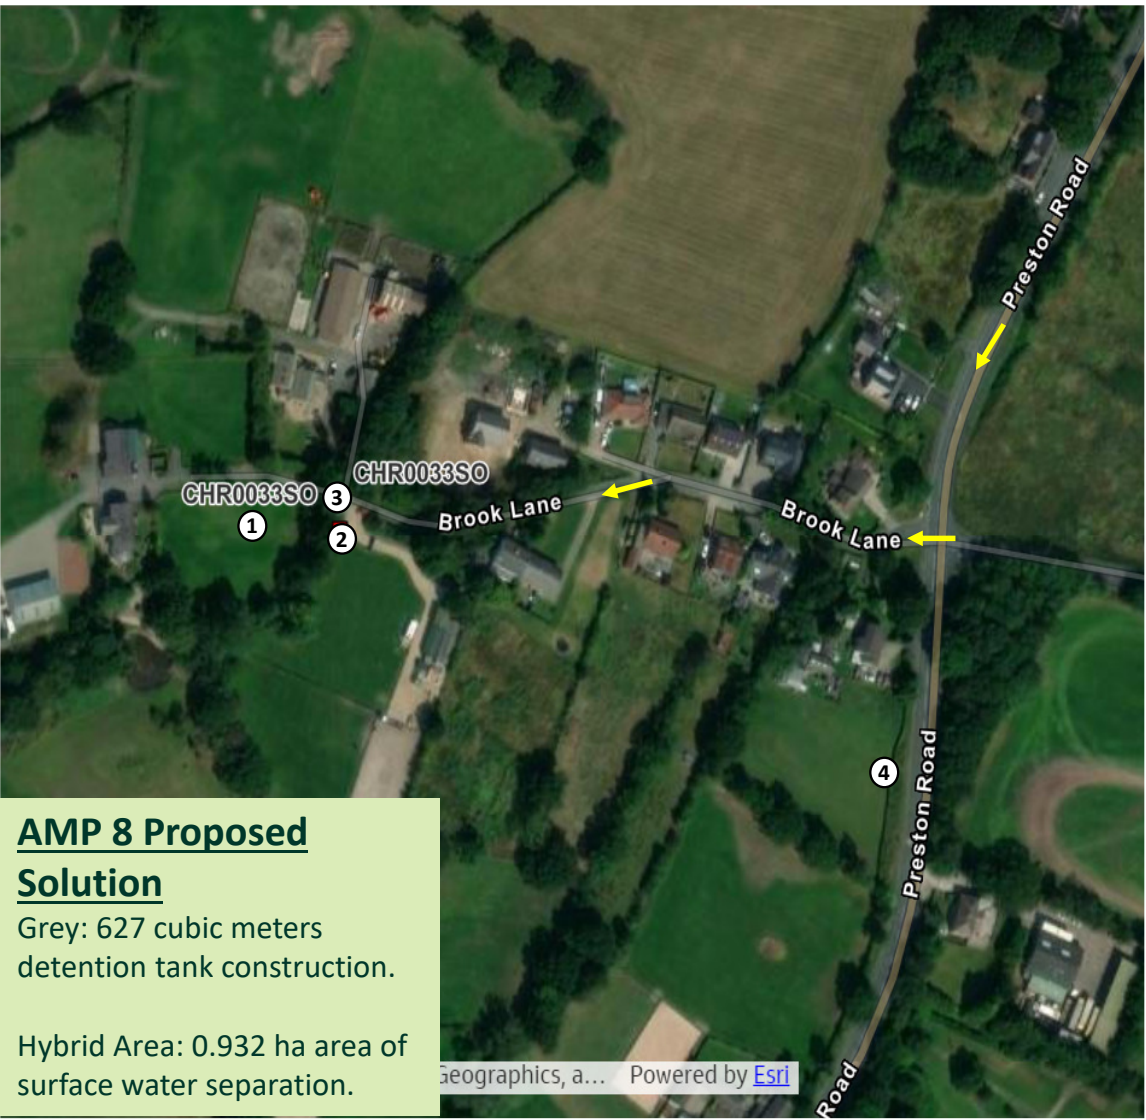 Preston Road
CHR0033SO
CHR0033SO
3
1
2
Brook Lane
Brook Lane
4
Preston Road
AMP 8 Proposed
Solution
Grey: 627 cubic meters
detention tank construction.
Hybrid Area: 0.932 ha area of
surface water separation.
Geographics, a... Powered by Esri
Road